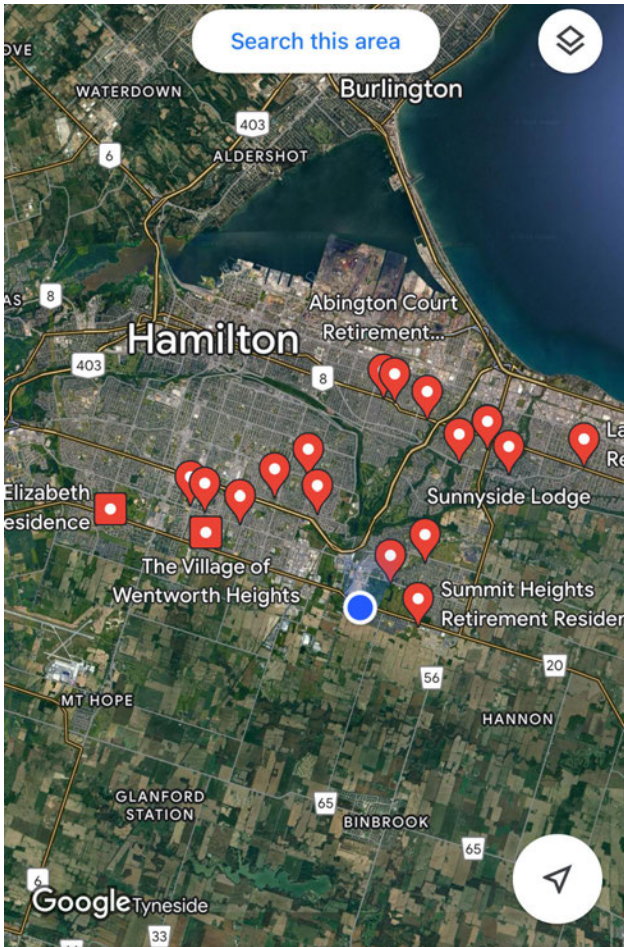 Search this area
OVE
WATERDOWN
Burlington
403
6
ALDERSHOT
8
AS
Abington Court
Retirement...
Hamilton
403
8
La
Re
Elizabeth
esidence
Sunnyside Lodge
The Village of
Wentworth Heights
Summit Heights
Retirement Resider
20
56
MT HOPE
HANNON
GLANFORD
STATION
65
BINBROOK
65
6
Google
Tyneside
33